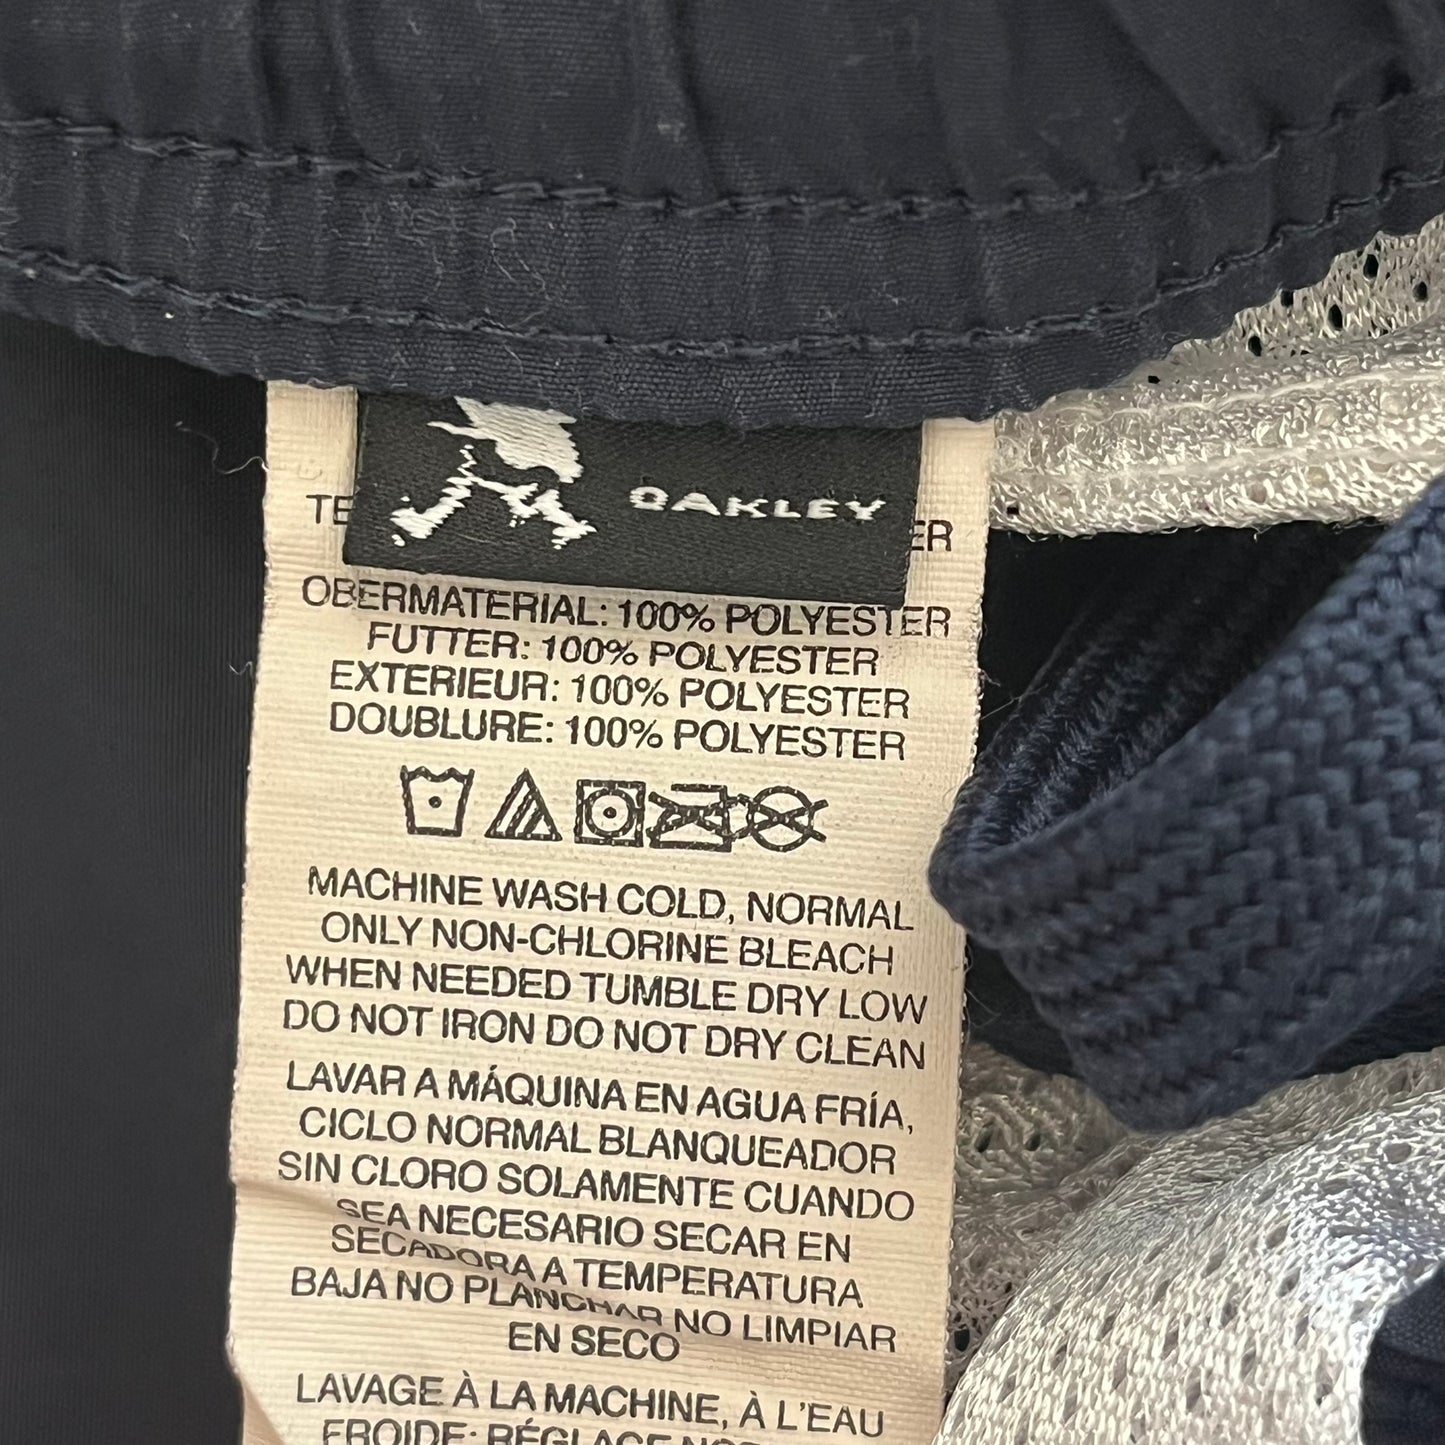 OAKLEY
OBERMATERIAL: 100% POLYESTER
FUTTER: 100% POLYESTER
EXTERIEUR: 100% POLYESTER
DOUBLURE: 100% POLYESTER
MACHINE WASH COLD, NORMAL
ONLY NON-CHLORINE BLEACH
WHEN NEEDED TUMBLE DRY LOW
DO NOT IRON DO NOT DRY CLEAN
LAVAR A MÁQUINA EN AGUA FRÍA,
CICLO NORMAL BLANQUEADOR
SIN CLORO SOLAMENTE CUANDO
SEA NECESARIO SECAR EN
SECADORA A TEMPERATURA
BAJA NO PLANCHAR NO LIMPIAR
EN SECO
LAVAGE À LA MACHINE, À L'EAU
FROIDE: RÉGLAGE